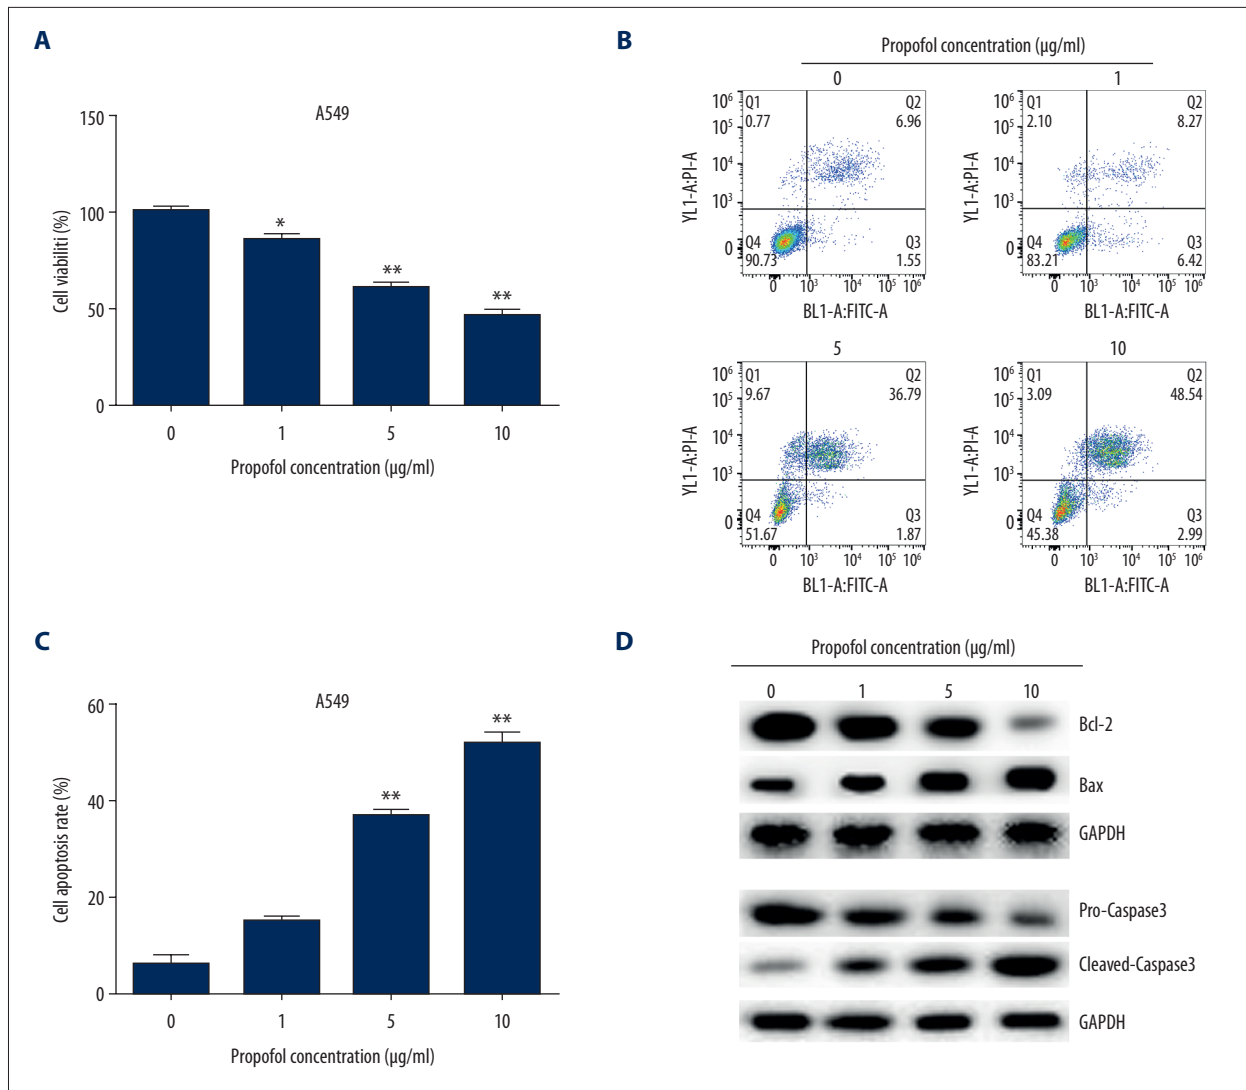 A
A549
150
100
50
0
Cell viabiliti (%)
*
**
**
0 1 5 10
Propofol concentration (µg/ml)
B
Propofol concentration (µg/ml)
0 1
10⁶
10⁵
10⁴
10³
0
YL1-A:PI-A
Q1 Q2
0.77 6.96
Q4 Q3
90.73 1.55
0 10³ 10⁴ 10⁵ 10⁶
BL1-A:FITC-A
10⁶
10⁵
10⁴
10³
0
YL1-A:PI-A
Q1 Q2
2.10 8.27
Q4 Q3
83.21 6.42
0 10³ 10⁴ 10⁵ 10⁶
BL1-A:FITC-A
5 10
10⁶
10⁵
10⁴
10³
0
YL1-A:PI-A
Q1 Q2
9.67 36.79
Q4 Q3
51.67 1.87
0 10³ 10⁴ 10⁵ 10⁶
BL1-A:FITC-A
10⁶
10⁵
10⁴
10³
0
YL1-A:PI-A
Q1 Q2
3.09 48.54
Q4 Q3
45.38 2.99
0 10³ 10⁴ 10⁵ 10⁶
BL1-A:FITC-A
C
A549
60
40
20
0
Cell apoptosis rate (%)
**
**
0 1 5 10
Propofol concentration (µg/ml)
D
Propofol concentration (µg/ml)
0 1 5 10
Bcl-2
Bax
GAPDH
Pro-Caspase3
Cleaved-Caspase3
GAPDH